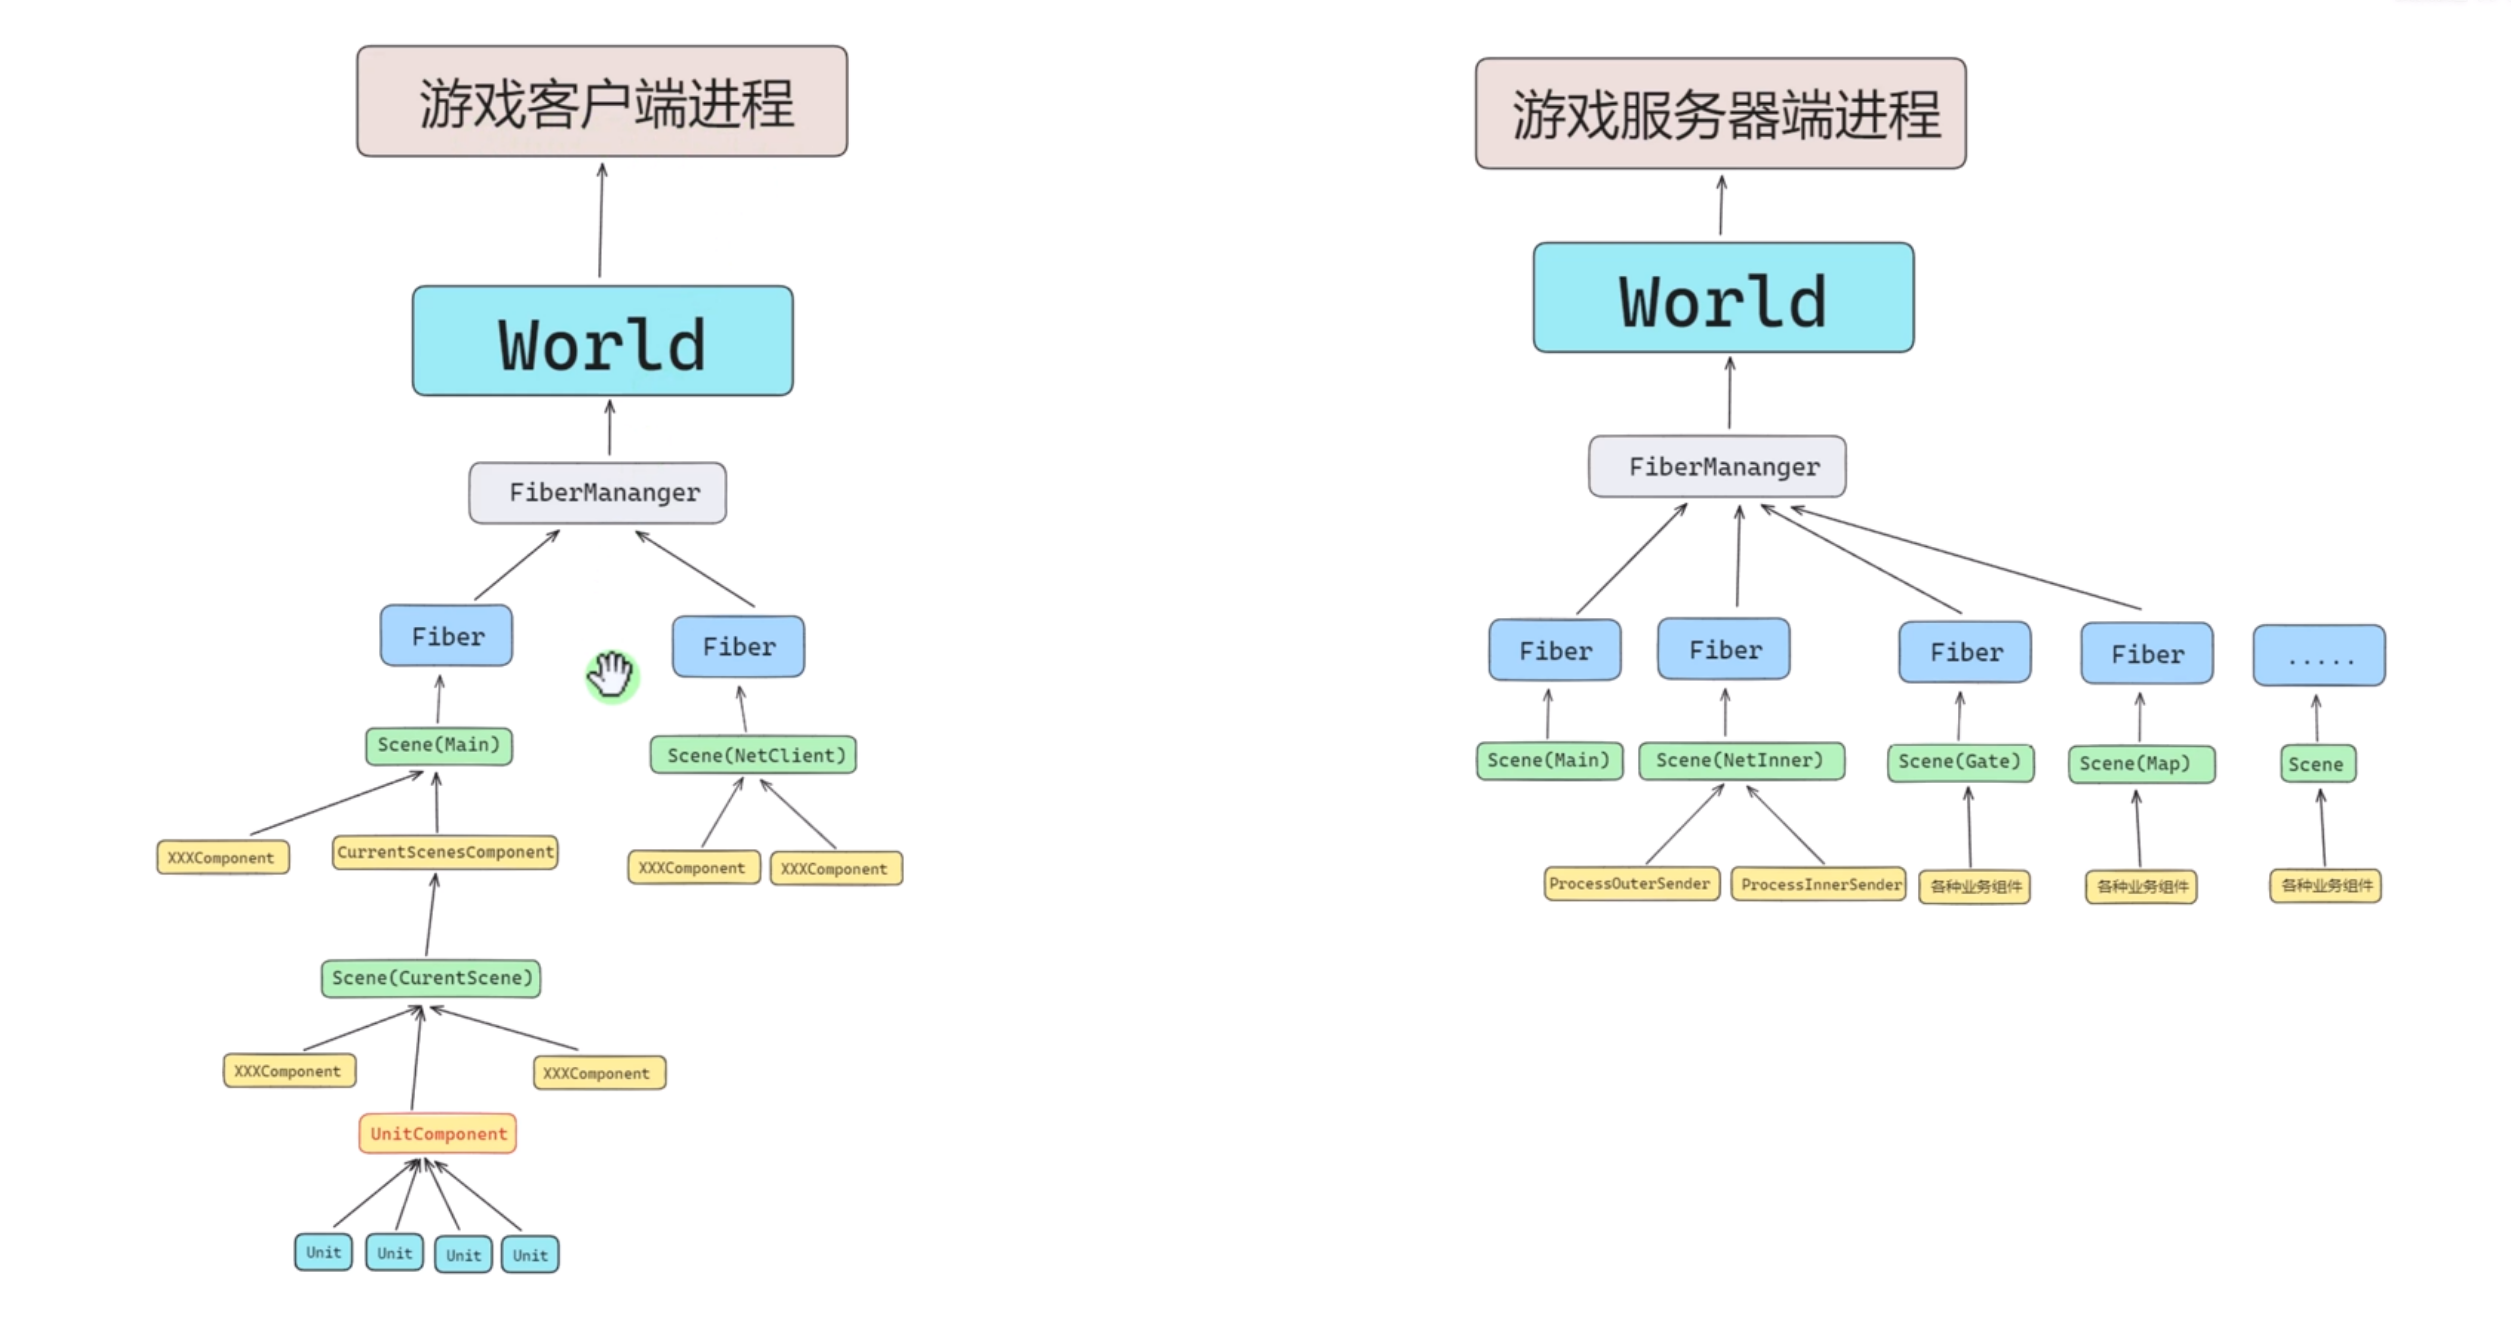 游戏客户端进程
World
FiberMananger
Fiber
Fiber
Scene(Main)
Scene(NetClient)
XXXComponent
CurrentScenesComponent
XXXComponent
XXXComponent
Scene(CurentScene)
XXXComponent
XXXComponent
UnitComponent
Unit
Unit
Unit
Unit
游戏服务器端进程
World
FiberMananger
Fiber
Fiber
Fiber
Fiber
.....
Scene(Main)
Scene(NetInner)
Scene(Gate)
Scene(Map)
Scene
ProcessOuterSender
ProcessInnerSender
各种业务组件
各种业务组件
各种业务组件